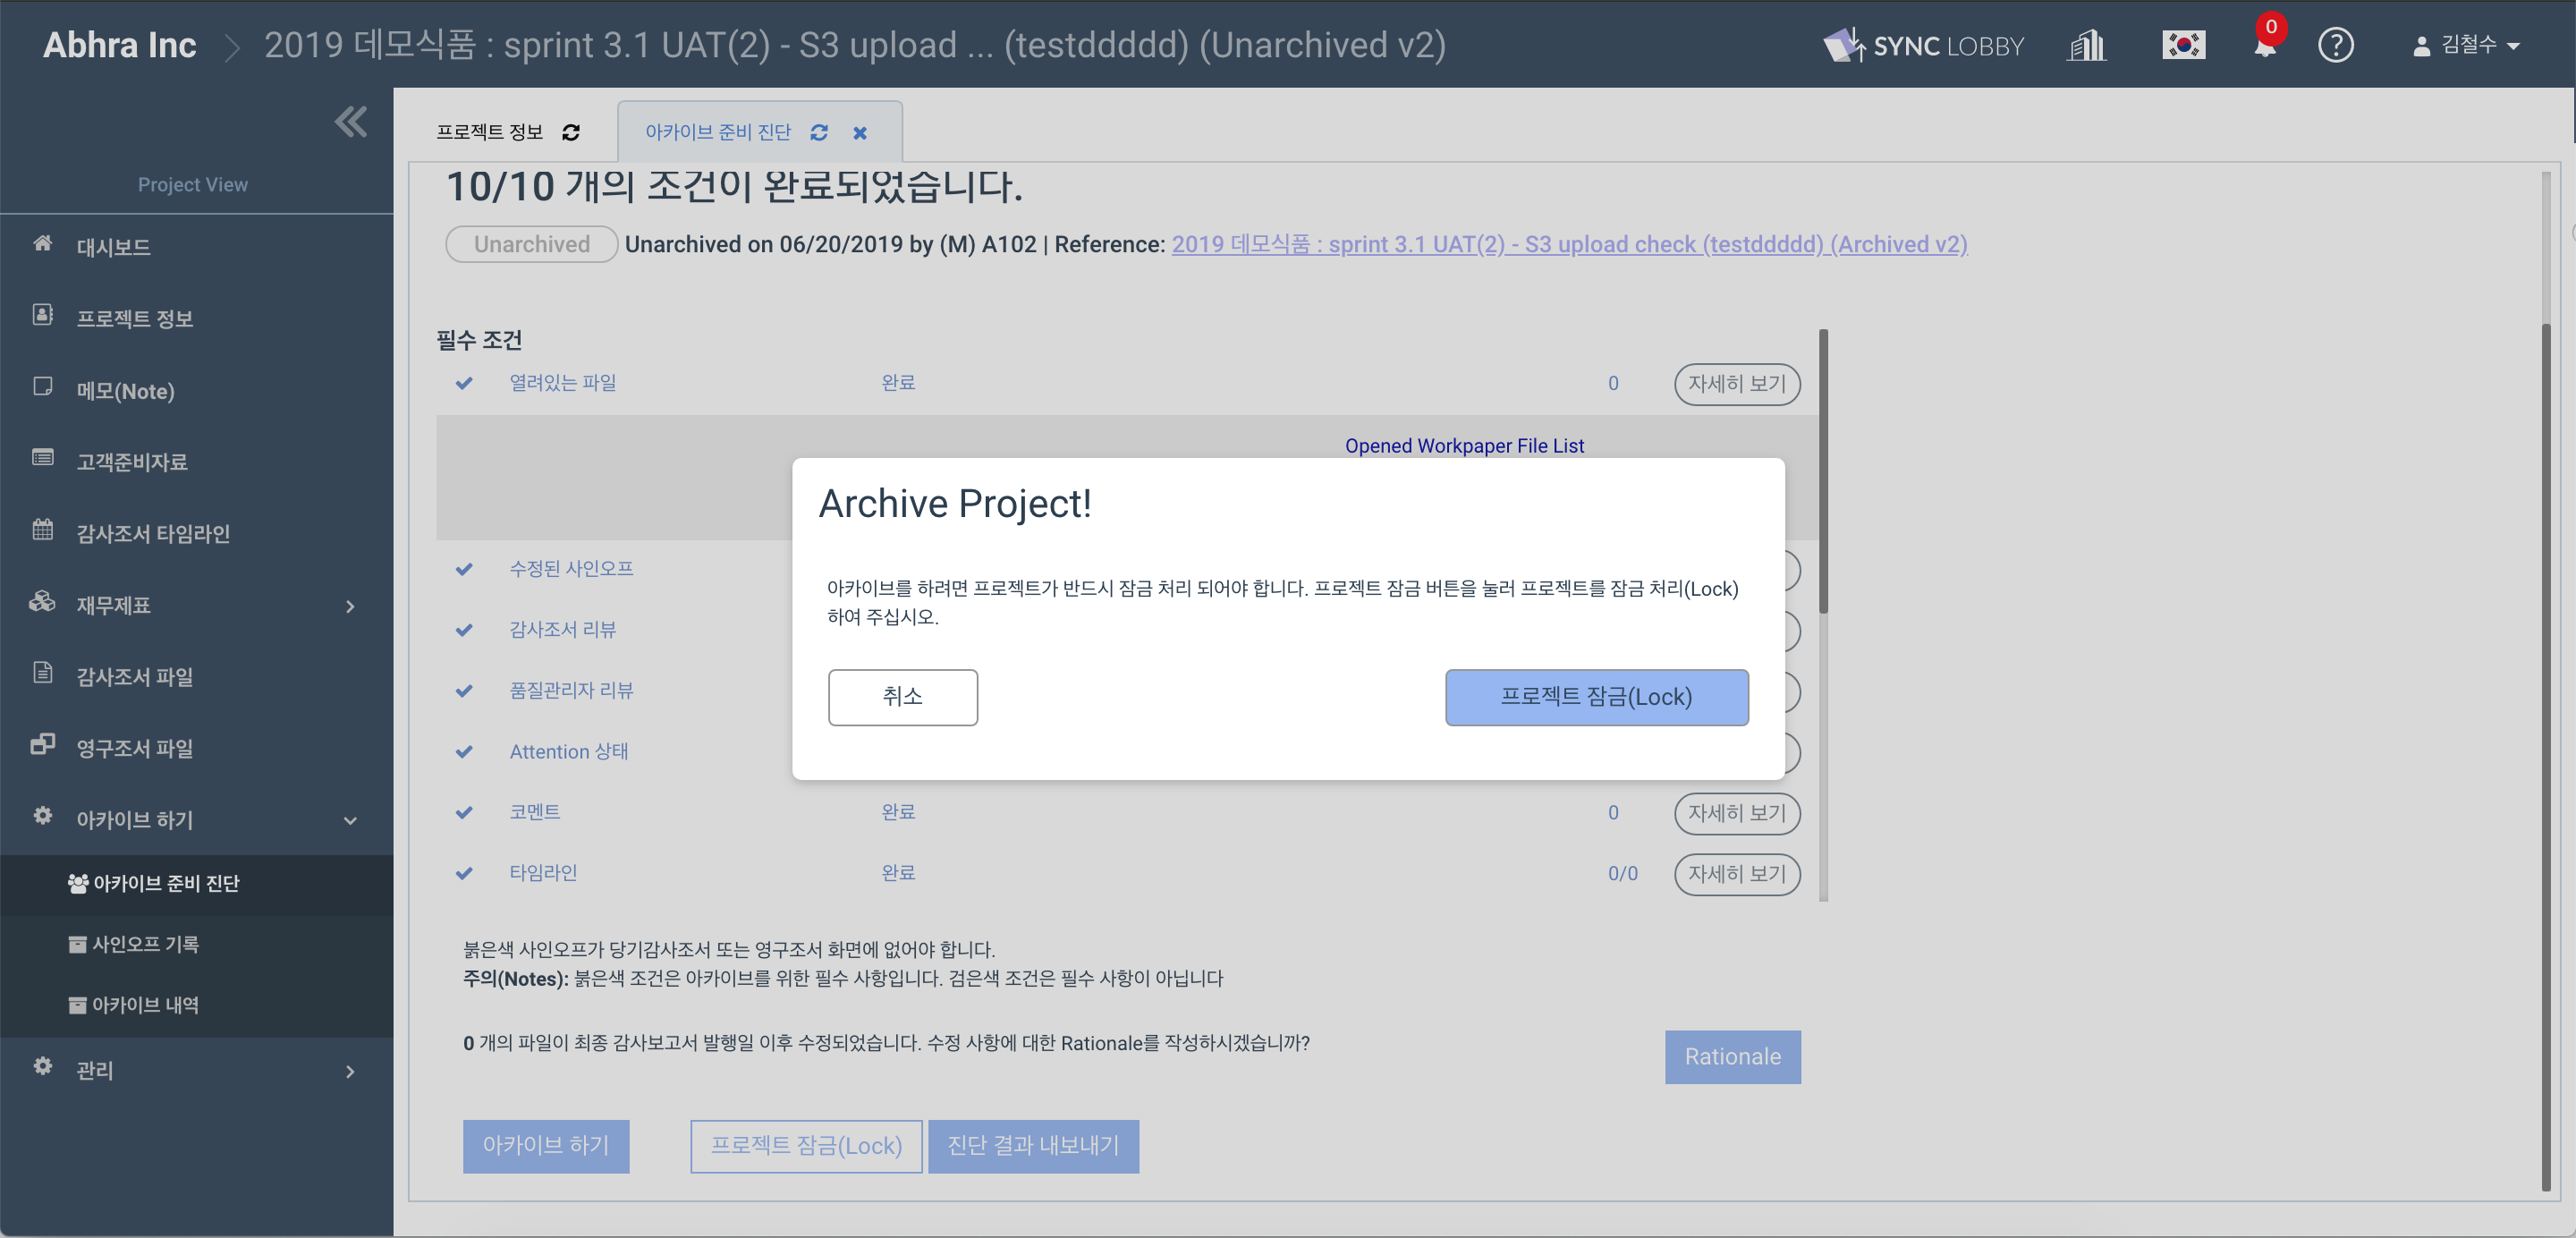 Abhra Inc
2019 데모식품 : sprint 3.1 UAT(2) - S3 upload ... (testddddd) (Unarchived v2)
SYNC LOBBY
0
?
김철수
Project View
대시보드
프로젝트 정보
메모(Note)
고객준비자료
감사조서 타임라인
재무제표
감사조서 파일
영구조서 파일
아카이브 하기
아카이브 준비 진단
사인오프 기록
아카이브 내역
관리
프로젝트 정보
아카이브 준비 진단
10/10 개의 조건이 완료되었습니다.
Unarchived
Unarchived on 06/20/2019 by (M) A102 | Reference: 2019 데모식품 : sprint 3.1 UAT(2) - S3 upload check (testddddd) (Archived v2)
필수 조건
열려있는 파일 완료 0 자세히 보기
Opened Workpaper File List
수정된 사인오프
감사조서 리뷰
품질관리자 리뷰
Attention 상태
코멘트 완료 0 자세히 보기
타임라인 완료 0/0 자세히 보기
Archive Project!
아카이브를 하려면 프로젝트가 반드시 잠금 처리 되어야 합니다. 프로젝트 잠금 버튼을 눌러 프로젝트를 잠금 처리(Lock)
하여 주십시오.
취소
프로젝트 잠금(Lock)
붉은색 사인오프가 당기감사조서 또는 영구조서 화면에 없어야 합니다.
주의(Notes): 붉은색 조건은 아카이브를 위한 필수 사항입니다. 검은색 조건은 필수 사항이 아닙니다
0 개의 파일이 최종 감사보고서 발행일 이후 수정되었습니다. 수정 사항에 대한 Rationale를 작성하시겠습니까?
Rationale
아카이브 하기
프로젝트 잠금(Lock)
진단 결과 내보내기